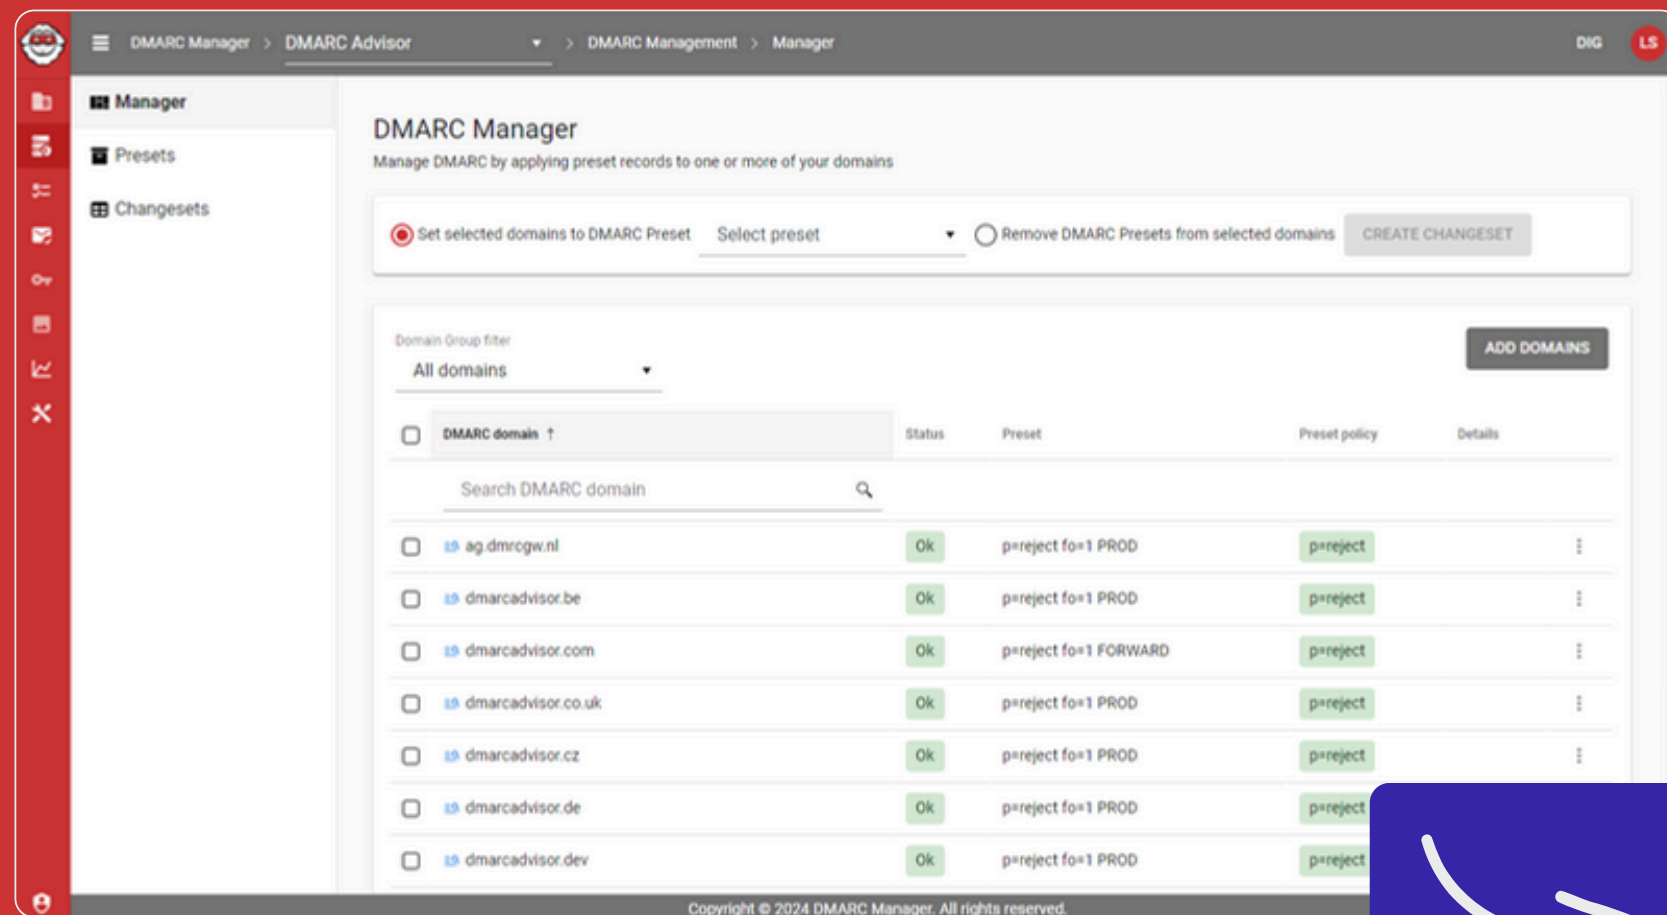 DMARC Manager > DMARC Advisor > DMARC Management > Manager DIG LS
Manager
Presets
Changesets
DMARC Manager
Manage DMARC by applying preset records to one or more of your domains
Set selected domains to DMARC Preset Select preset Remove DMARC Presets from selected domains CREATE CHANGESET
Domain Group filter
All domains
ADD DOMAINS
DMARC domain ↑ Status Preset Preset policy Details
Search DMARC domain
ag.dmrcgw.nl Ok p=reject fo=1 PROD p=reject
dmarcadvisor.be Ok p=reject fo=1 PROD p=reject
dmarcadvisor.com Ok p=reject fo=1 FORWARD p=reject
dmarcadvisor.co.uk Ok p=reject fo=1 PROD p=reject
dmarcadvisor.cz Ok p=reject fo=1 PROD p=reject
dmarcadvisor.de Ok p=reject fo=1 PROD p=reject
dmarcadvisor.dev Ok p=reject fo=1 PROD p=reject
Copyright © 2024 DMARC Manager. All rights reserved.